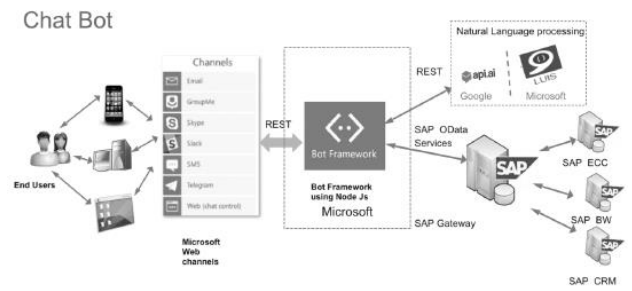 Chat Bot
End Users
Channels
Email
GroupMe
Skype
Slack
SMS
Telegram
Web (chat control)
Microsoft
Web
channels
REST
Bot Framework
Bot Framework
using Node Js
Microsoft
REST
SAP OData
Services
SAP Gateway
Natural Language processing
api.ai
Google
LUIS
Microsoft
SAP
SAP
SAP ECC
SAP
SAP BW
SAP
SAP CRM